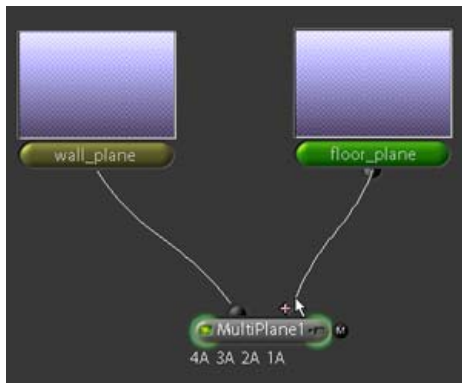 wall_plane
floor_plane
MultiPlane1
M
4A 3A 2A 1A